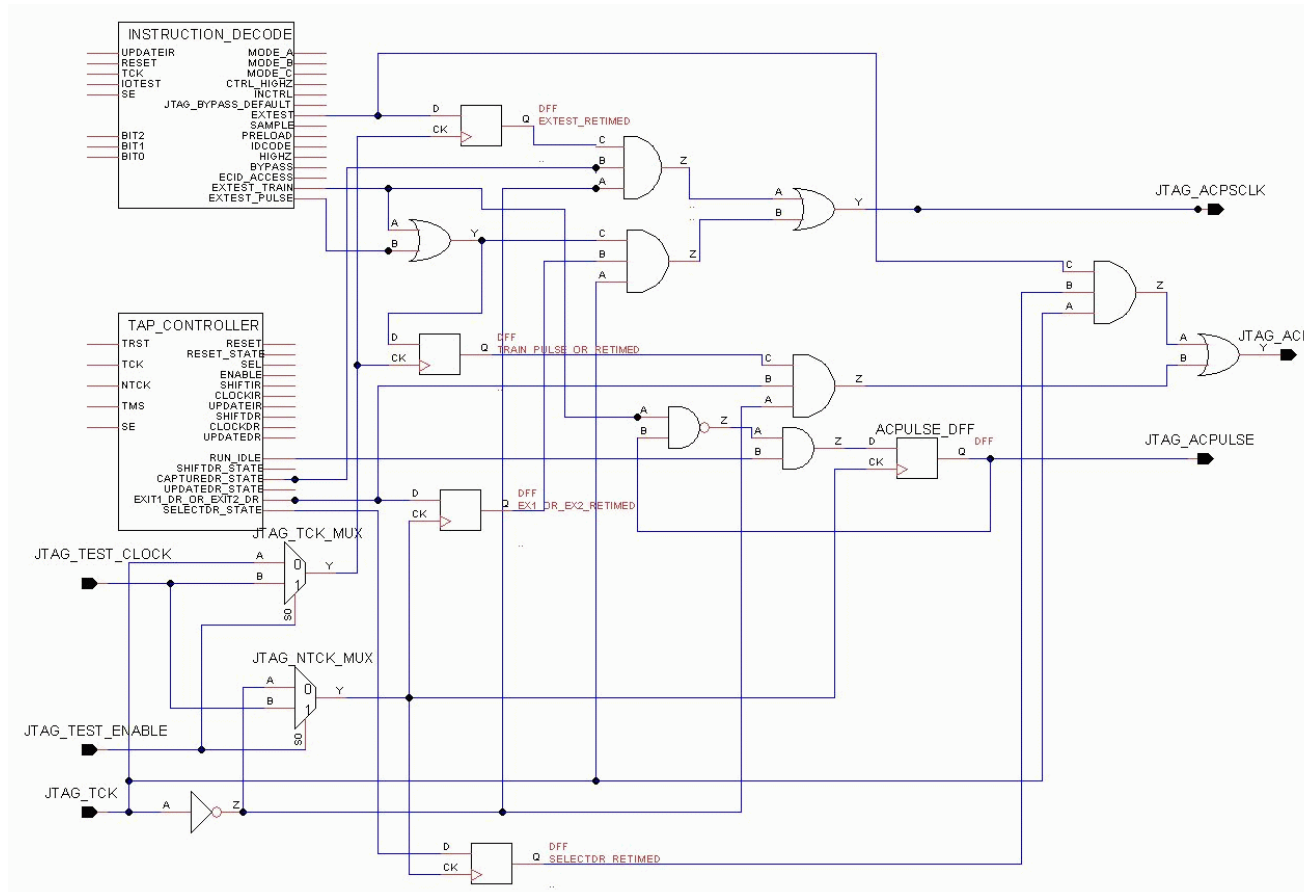 INSTRUCTION_DECODE
UPDATEIR MODE_A
RESET MODE_B
TCK MODE_C
IOTEST CTRL_HIGHZ
SE INCTRL
JTAG_BYPASS_DEFAULT
EXTEST
SAMPLE
BIT2 PRELOAD
BIT1 IDCODE
BIT0 HIGHZ
BYPASS
ECID_ACCESS
EXTEST_TRAIN
EXTEST_PULSE
D
CK
Q
DFF
EXTEST_RETIMED
C
B
A
Z
A
B
Y
JTAG_ACPSCLK
A
B
Y
C
B
A
Z
C
B
A
Z
TAP_CONTROLLER
TRST RESET
RESET_STATE
TCK SEL
ENABLE
NTCK SHIFTIR
CLOCKIR
TMS UPDATEIR
SHIFTDR
SE CLOCKDR
UPDATEDR
RUN_IDLE
SHIFTDR_STATE
CAPTUREDR_STATE
UPDATEDR_STATE
EXIT1_DR_OR_EXIT2_DR
SELECTDR_STATE
D
CK
Q
DFF
TRAIN_PULSE_OR_RETIMED
C
B
A
Z
A
B
Y
A
B
Z
A
B
Z
ACPULSE_DFF
D
CK
Q
DFF
JTAG_ACPULSE
D
CK
Q
DFF
EX1_OR_EX2_RETIMED
JTAG_TCK_MUX
JTAG_TEST_CLOCK
A
B
0
1
S0
Y
JTAG_NTCK_MUX
A
B
0
1
S0
Y
JTAG_TEST_ENABLE
JTAG_TCK
A
Z
D
CK
Q
DFF
SELECTDR_RETIMED